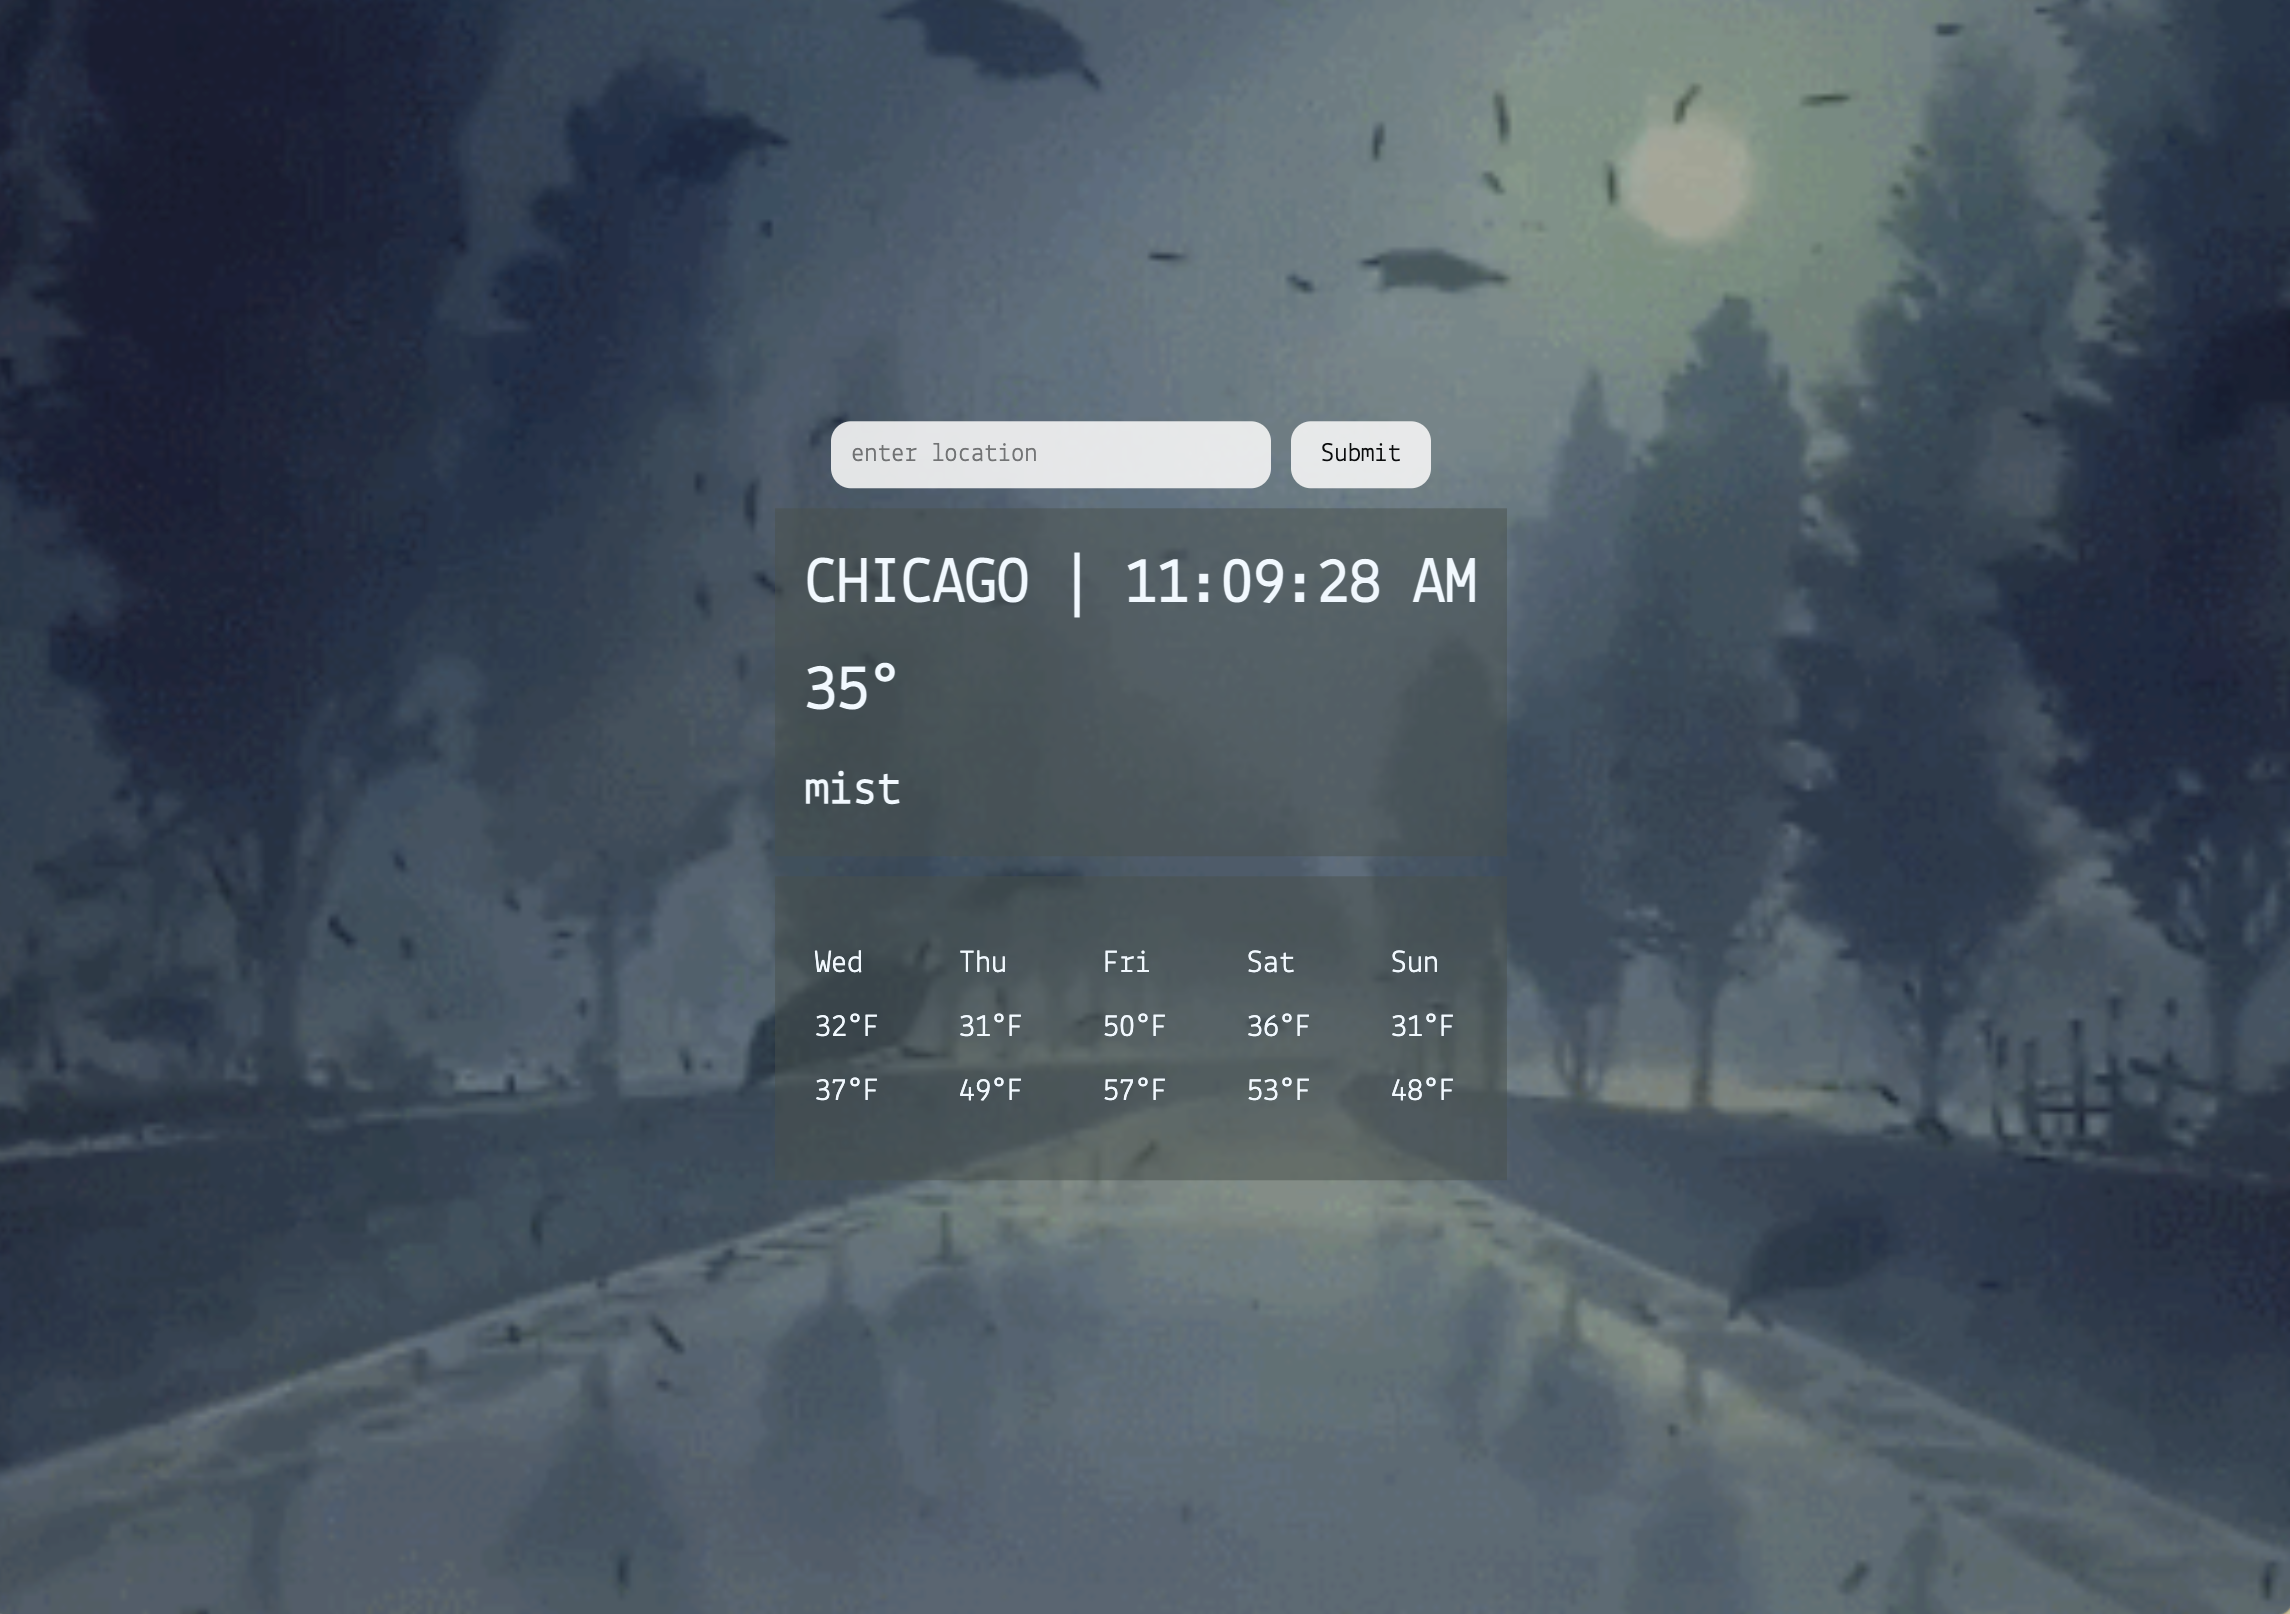 enter location Submit
CHICAGO | 11:09:28 AM
35°
mist
Wed Thu Fri Sat Sun
32°F 31°F 50°F 36°F 31°F
37°F 49°F 57°F 53°F 48°F